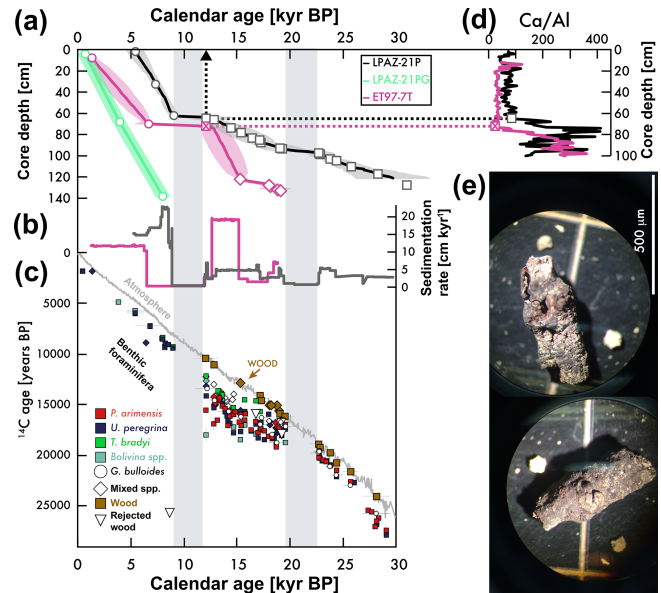 (a)
Calendar age [kyr BP]
0 5 10 15 20 25 30
Core depth [cm]
0
20
40
60
80
100
120
140
LPAZ-21P
LPAZ-21PG
ET97-7T
(d)
Ca/Al
0 200 400
0
20
40
60
80
100
Core depth [cm]
(b)
20
15
10
5
0
Sedimentation
rate [cm kyr⁻¹]
(c)
0
5000
10000
15000
20000
25000
¹⁴C age [years BP]
Atmosphere
Benthic
foraminifera
WOOD
P. arimensis
U. peregrina
T. bradyi
Bolivina spp.
G. bulloides
Mixed spp.
Wood
Rejected
wood
0 5 10 15 20 25 30
Calendar age [kyr BP]
(e)
500 μm